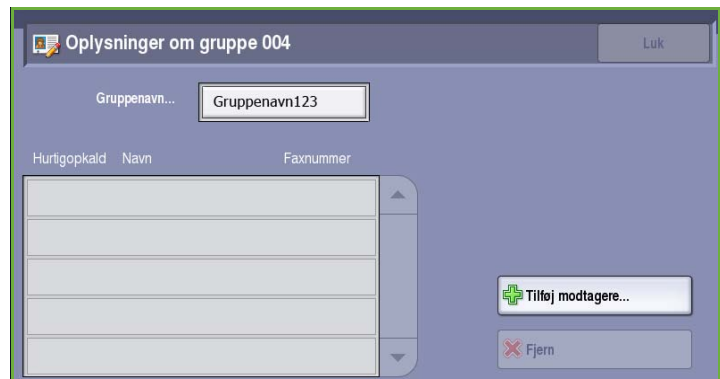 Oplysninger om gruppe 004
Luk
Gruppenavn...
Gruppenavn123
Hurtigopkald Navn Faxnummer
Tilføj modtagere...
Fjern